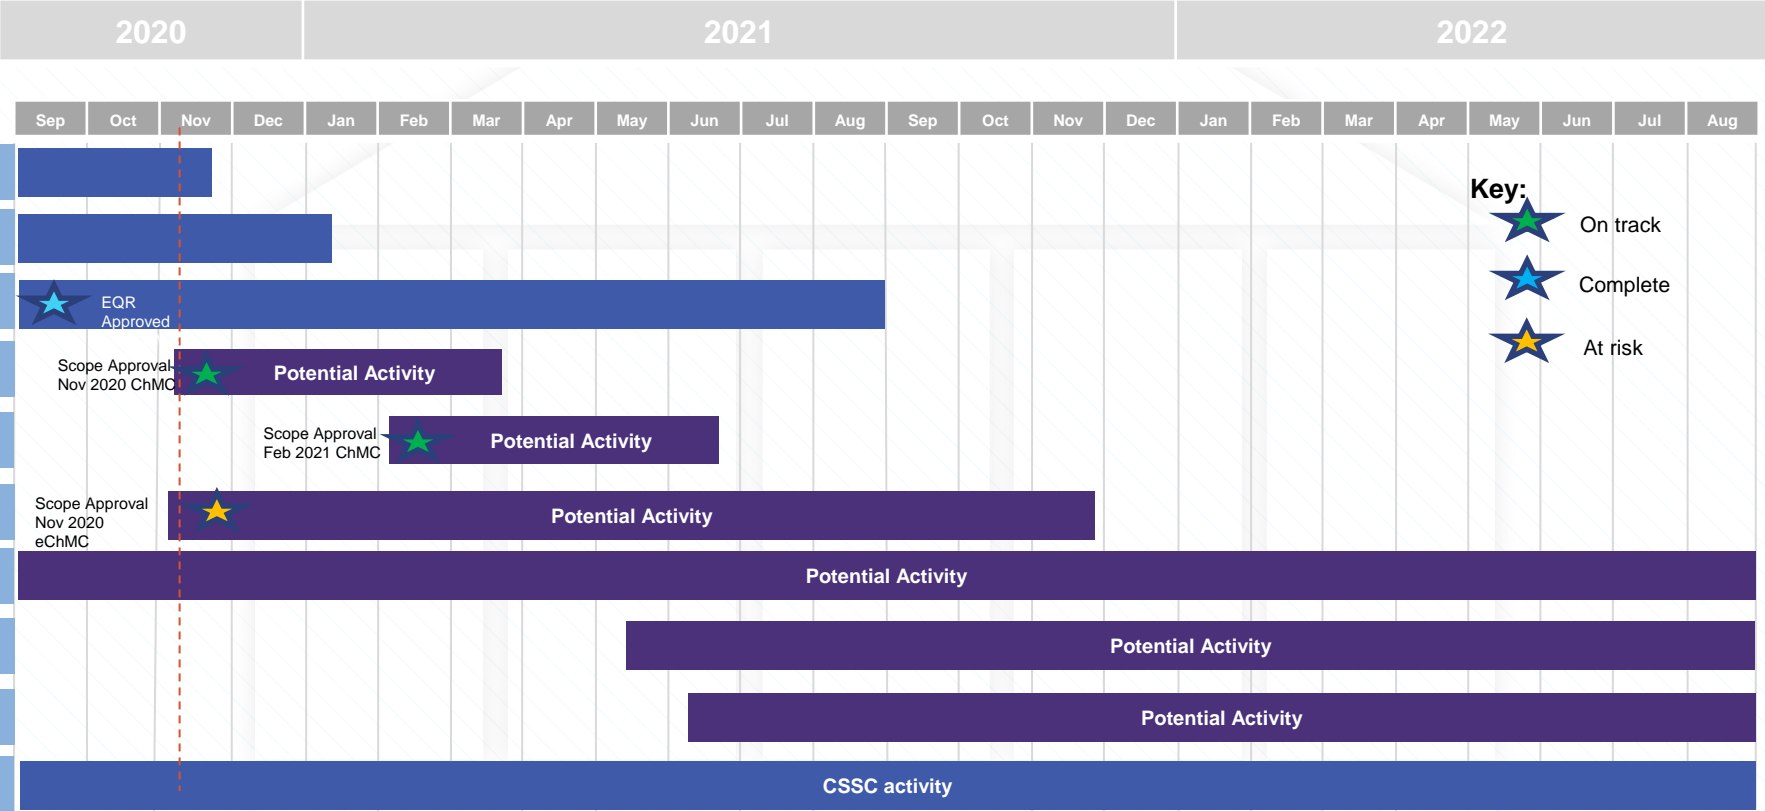 2020 2021 2022
Sep Oct Nov Dec Jan Feb Mar Apr May Jun Jul Aug Sep Oct Nov Dec Jan Feb Mar Apr May Jun Jul Aug
Key:
On track
Complete
At risk
EQR
Approved
Scope Approval
Nov 2020 ChMC
Potential Activity
Scope Approval
Feb 2021 ChMC
Potential Activity
Scope Approval
Nov 2020
eChMC
Potential Activity
Potential Activity
Potential Activity
Potential Activity
CSSC activity